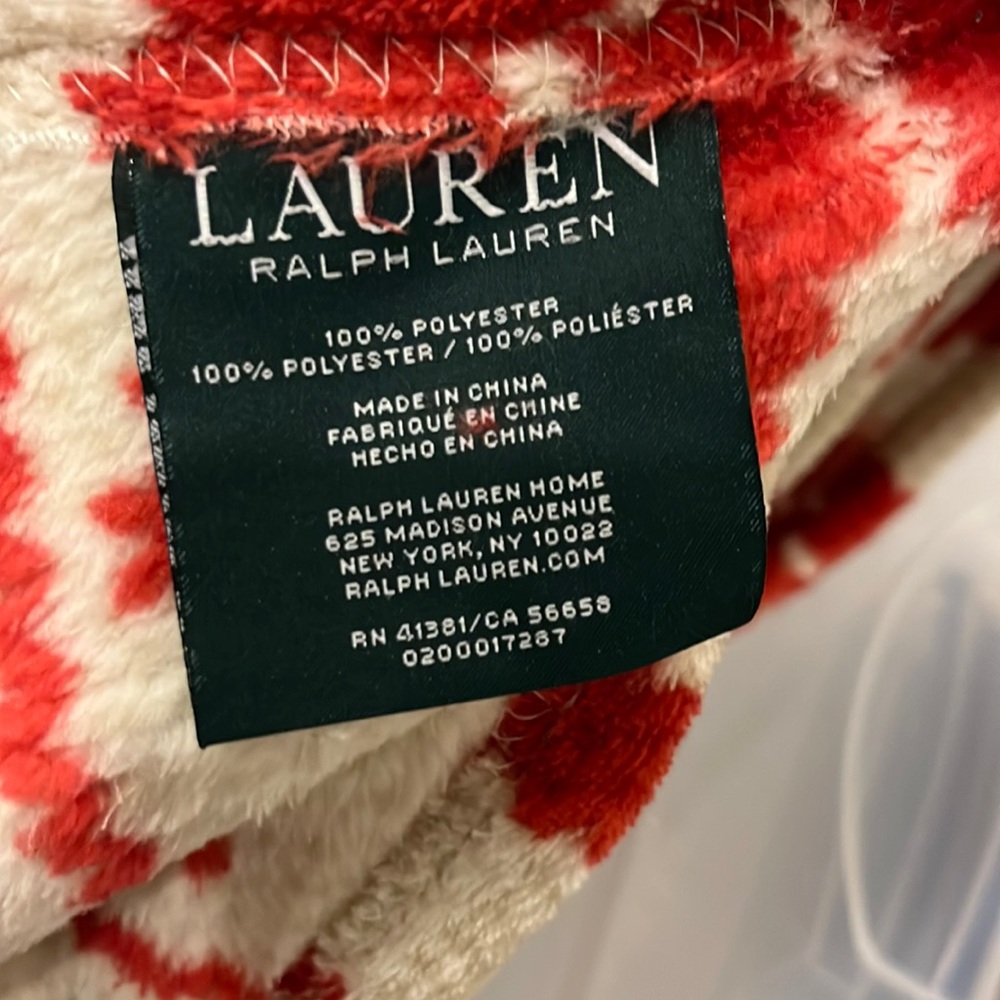 LAUREN
RALPH LAUREN
100% POLYESTER
100% POLYESTER / 100% POLIÉSTER
MADE IN CHINA
FABRIQUÉ EN CHINE
HECHO EN CHINA
RALPH LAUREN HOME
625 MADISON AVENUE
NEW YORK, NY 10022
RALPH LAUREN.COM
RN 41381/CA 56658
0200017287